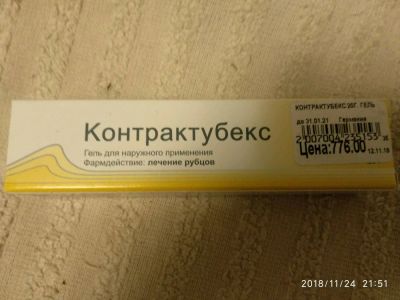 Контрактубекс
Гель для наружного применения
Фармдействие: лечение рубцов
КОНТРАКТУБЕКС 20Г. ГЕЛЬ
до 31.01.21 Германия
2007004235153
Цена:776.00
12.11.18
2018/11/24 21:51